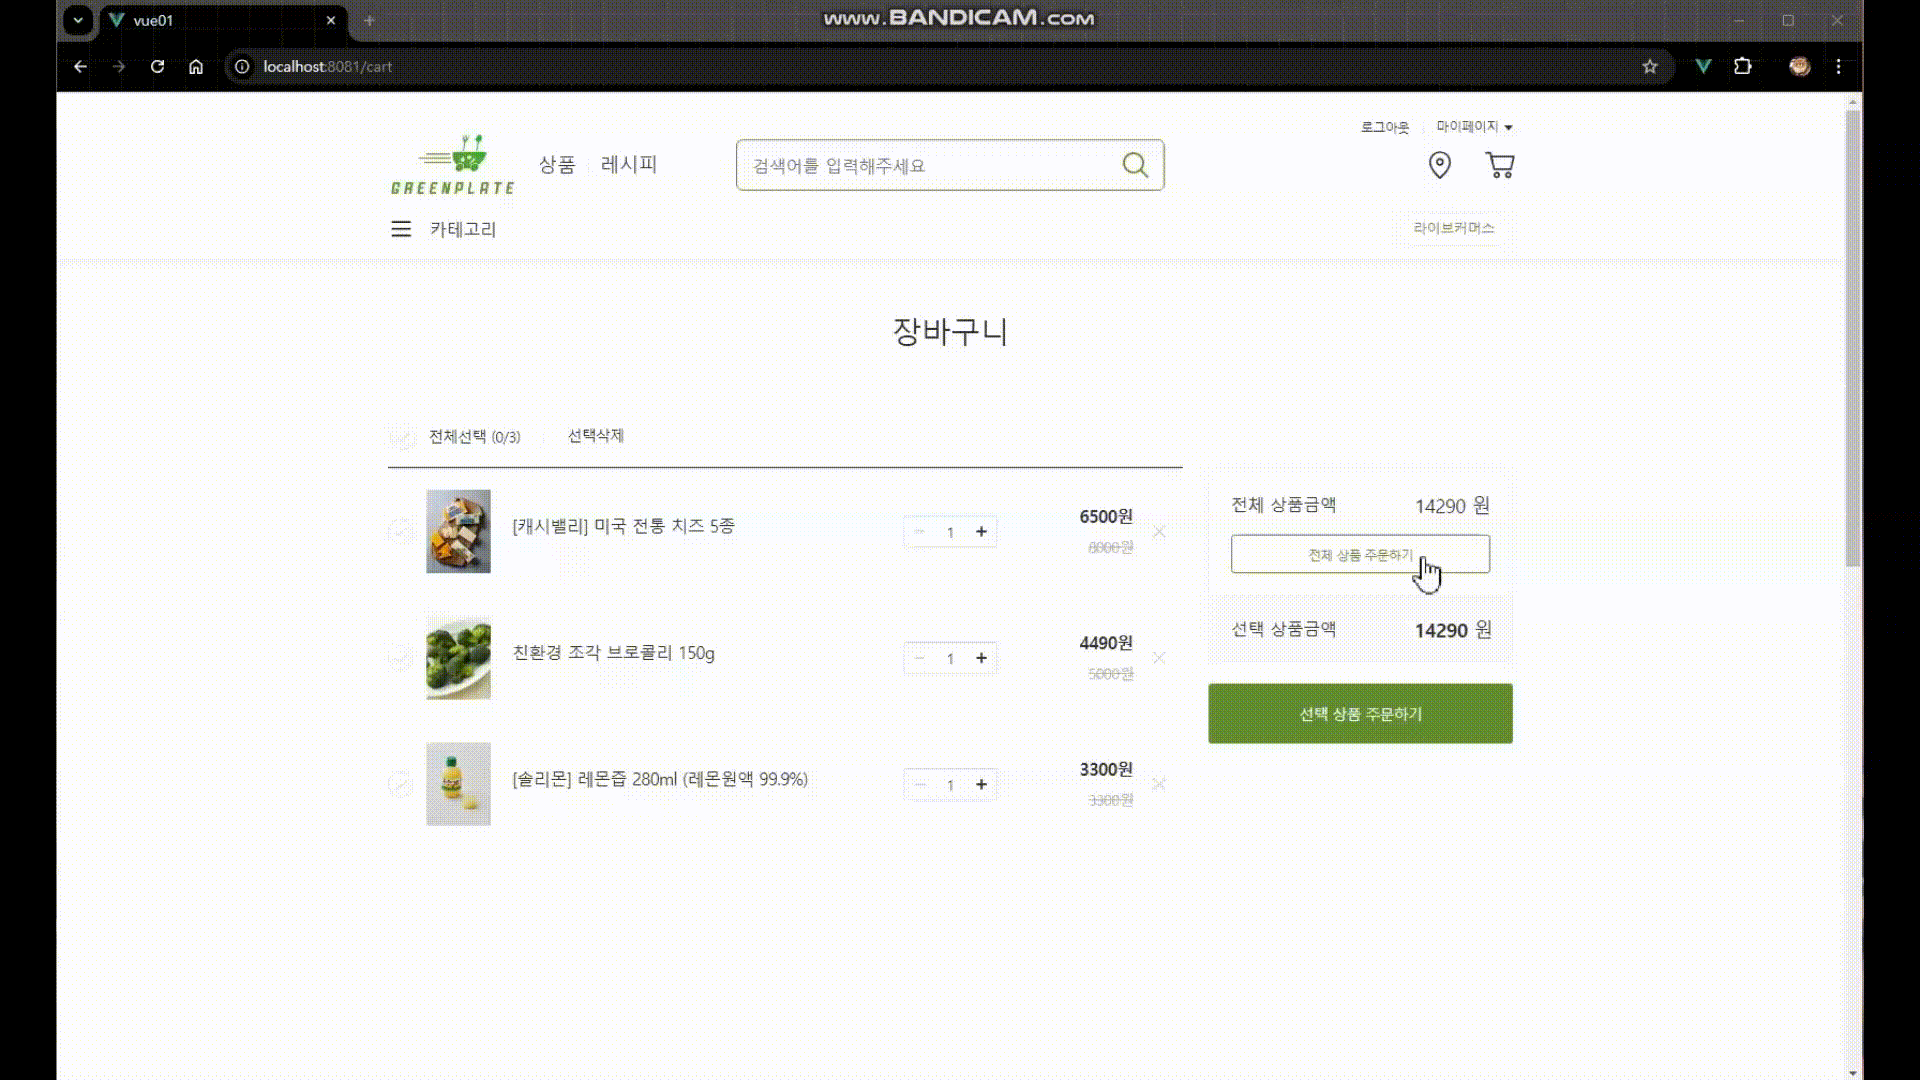 vue01
www.BANDICAM.com
localhost:8081/cart
로그아웃
마이페이지
GREENPLATE
상품
레시피
검색어를 입력해주세요
카테고리
라이브커머스
장바구니
전체선택 (0/3)
선택삭제
[캐시밸리] 미국 전통 치즈 5종
1
6500원
8000원
친환경 조각 브로콜리 150g
1
4490원
5000원
[솔리몬] 레몬즙 280ml (레몬원액 99.9%)
1
3300원
3300원
전체 상품금액
14290 원
전체 상품 주문하기
선택 상품금액
14290 원
선택 상품 주문하기